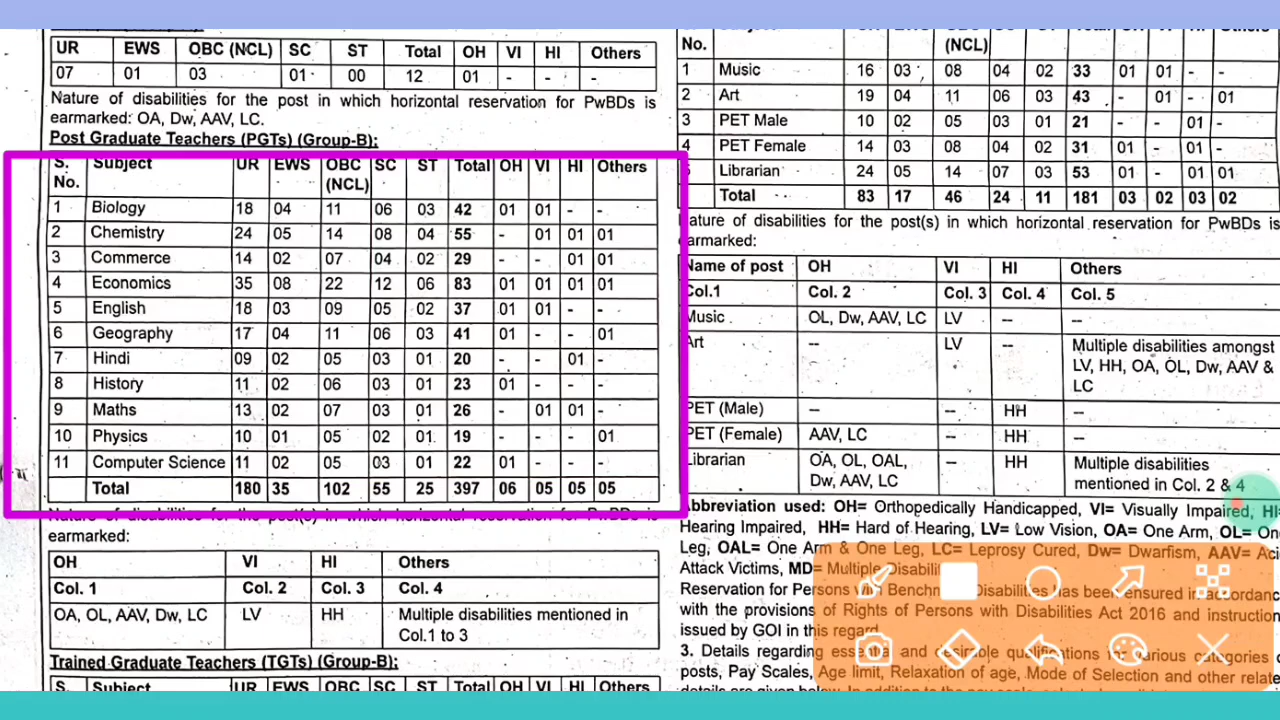 UR EWS OBC (NCL) SC ST Total OH VI HI Others
07 01 03 01 00 12 01 - - -
Nature of disabilities for the post in which horizontal reservation for PwBDs is
earmarked: OA, Dw, AAV, LC.
Post Graduate Teachers (PGTs) (Group-B):
S. No. Subject UR EWS OBC (NCL) SC ST Total OH VI HI Others
1 Biology 18 04 11 06 03 42 01 01 - -
2 Chemistry 24 05 14 08 04 55 - 01 01 01
3 Commerce 14 02 07 04 02 29 - - 01 01
4 Economics 35 08 22 12 06 83 01 01 01 01
5 English 18 03 09 05 02 37 01 01 - -
6 Geography 17 04 11 06 03 41 01 - - 01
7 Hindi 09 02 05 03 01 20 - - 01 -
8 History 11 02 06 03 01 23 01 - - -
9 Maths 13 02 07 03 01 26 - 01 01 -
10 Physics 10 01 05 02 01 19 - - - 01
11 Computer Science 11 02 05 03 01 22 01 - - -
Total 180 35 102 55 25 397 06 05 05 05
Nature of disabilities for the post(s) in which horizontal reservation for PwBDs is
earmarked:
OH VI HI Others
Col. 1 Col. 2 Col. 3 Col. 4
OA, OL, AAV, Dw, LC LV HH Multiple disabilities mentioned in
Col.1 to 3
Trained Graduate Teachers (TGTs) (Group-B):
S. Subject UR EWS OBC SC ST Total OH VI HI Others
No. (NCL)
1 Music 16 03 08 04 02 33 01 01 - -
2 Art 19 04 11 06 03 43 - 01 - 01
3 PET Male 10 02 05 03 01 21 - - 01 -
4 PET Female 14 03 08 04 02 31 01 - 01 -
Librarian 24 05 14 07 03 53 01 - 01 01
Total 83 17 46 24 11 181 03 02 03 02
Nature of disabilities for the post(s) in which horizontal reservation for PwBDs is
earmarked:
Name of post OH VI HI Others
Col.1 Col. 2 Col. 3 Col. 4 Col. 5
Music OL, Dw, AAV, LC LV -- --
Art -- LV -- Multiple disabilities amongst
LV, HH, OA, OL, Dw, AAV &
LC
PET (Male) -- -- HH --
PET (Female) AAV, LC -- HH --
Librarian OA, OL, OAL, -- HH Multiple disabilities
Dw, AAV, LC mentioned in Col. 2 & 4
Abbreviation used: OH= Orthopedically Handicapped, VI= Visually Impaired, HI=
Hearing Impaired, HH= Hard of Hearing, LV= Low Vision, OA= One Arm, OL= On
Leg, OAL= One Arm & One Leg, LC= Leprosy Cured, Dw= Dwarfism, AAV= Aci
Attack Victims, MD= Multiple Disabili
Reservation for Persons with Benchm Disabilities has been ensured in accordanc
with the provisions of Rights of Persons with Disabilities Act 2016 and instruction
issued by GOI in this regard
3. Details regarding essential and desirable qualifications for various categories
posts, Pay Scales, Age limit, Relaxation of age, Mode of Selection and other relate